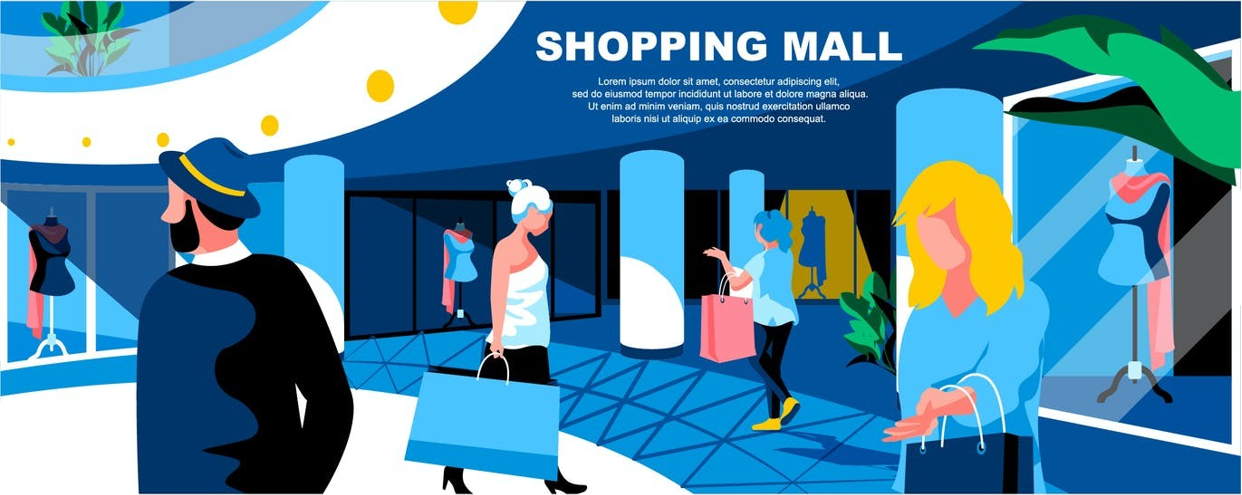 SHOPPING MALL
Lorem ipsum dolor sit amet, consectetur adipiscing elit,
sed do eiusmod tempor incididunt ut labore et dolore magna aliqua.
Ut enim ad minim veniam, quis nostrud exercitation ullamco
laboris nisi ut aliquip ex ea commodo consequat.